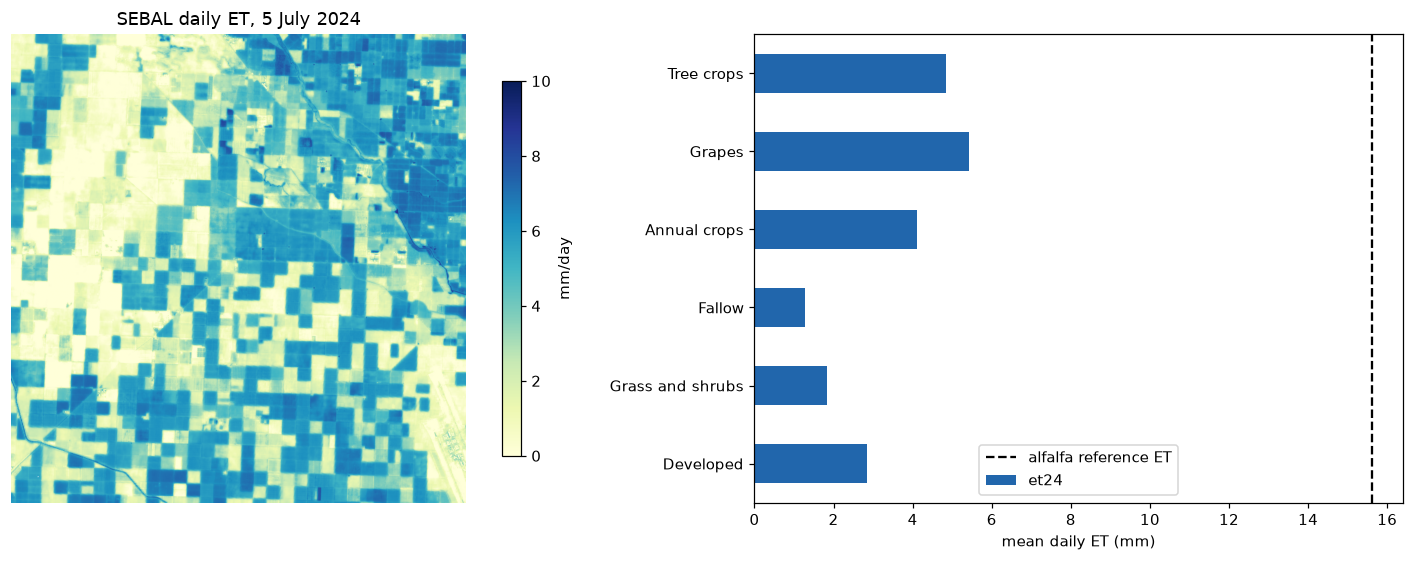 SEBAL daily ET, 5 July 2024
10
8
6
4
2
0
mm/day
Tree crops
Grapes
Annual crops
Fallow
Grass and shrubs
Developed
alfalfa reference ET
et24
0 2 4 6 8 10 12 14 16
mean daily ET (mm)